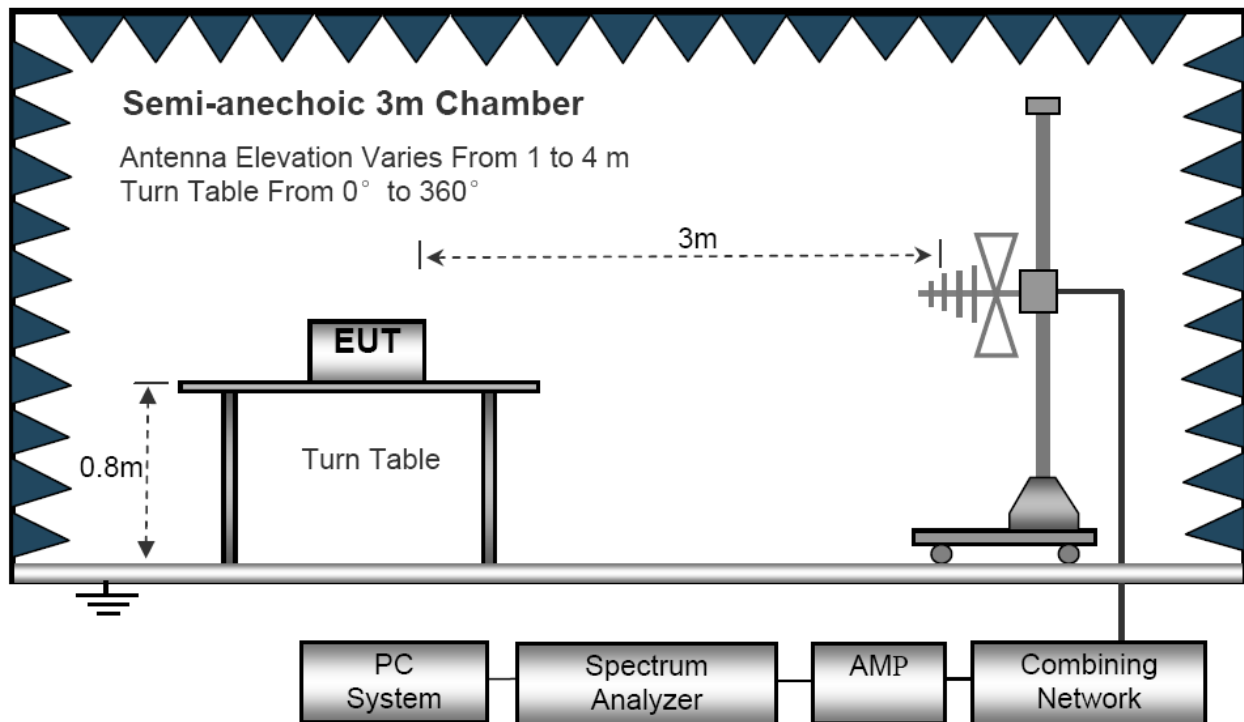 Semi-anechoic 3m Chamber
Antenna Elevation Varies From 1 to 4 m
Turn Table From 0° to 360°
3m
EUT
0.8m
Turn Table
PC
System
Spectrum
Analyzer
AMP
Combining
Network